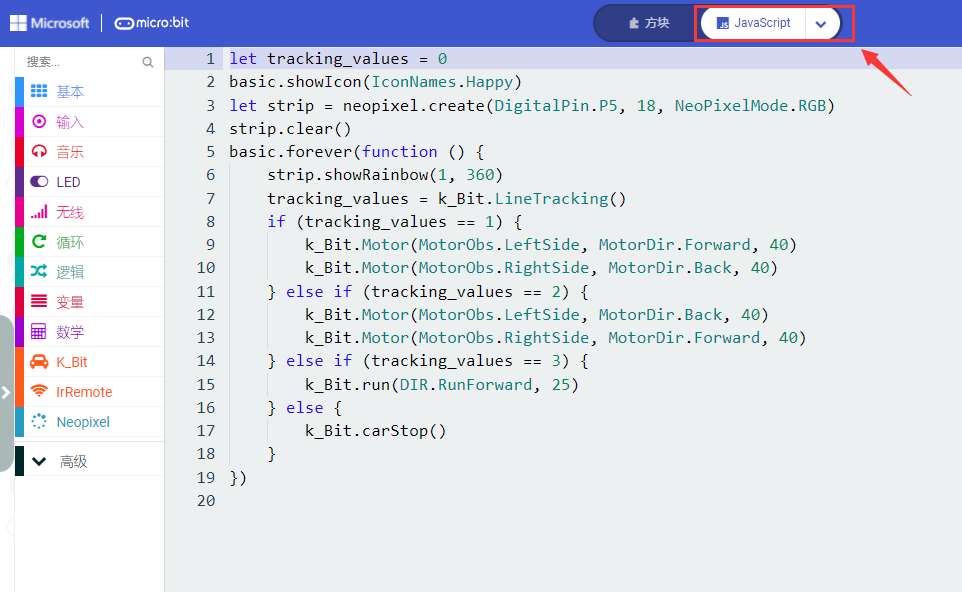 Microsoft micro:bit 方块 JS JavaScript
搜索...
基本
输入
音乐
LED
无线
循环
逻辑
变量
数学
K_Bit
IrRemote
Neopixel
高级
1 let tracking_values = 0
2 basic.showIcon(IconNames.Happy)
3 let strip = neopixel.create(DigitalPin.P5, 18, NeoPixelMode.RGB)
4 strip.clear()
5 basic.forever(function () {
6     strip.showRainbow(1, 360)
7     tracking_values = k_Bit.LineTracking()
8     if (tracking_values == 1) {
9         k_Bit.Motor(MotorObs.LeftSide, MotorDir.Forward, 40)
10         k_Bit.Motor(MotorObs.RightSide, MotorDir.Back, 40)
11     } else if (tracking_values == 2) {
12         k_Bit.Motor(MotorObs.LeftSide, MotorDir.Back, 40)
13         k_Bit.Motor(MotorObs.RightSide, MotorDir.Forward, 40)
14     } else if (tracking_values == 3) {
15         k_Bit.run(DIR.RunForward, 25)
16     } else {
17         k_Bit.carStop()
18     }
19 })
20